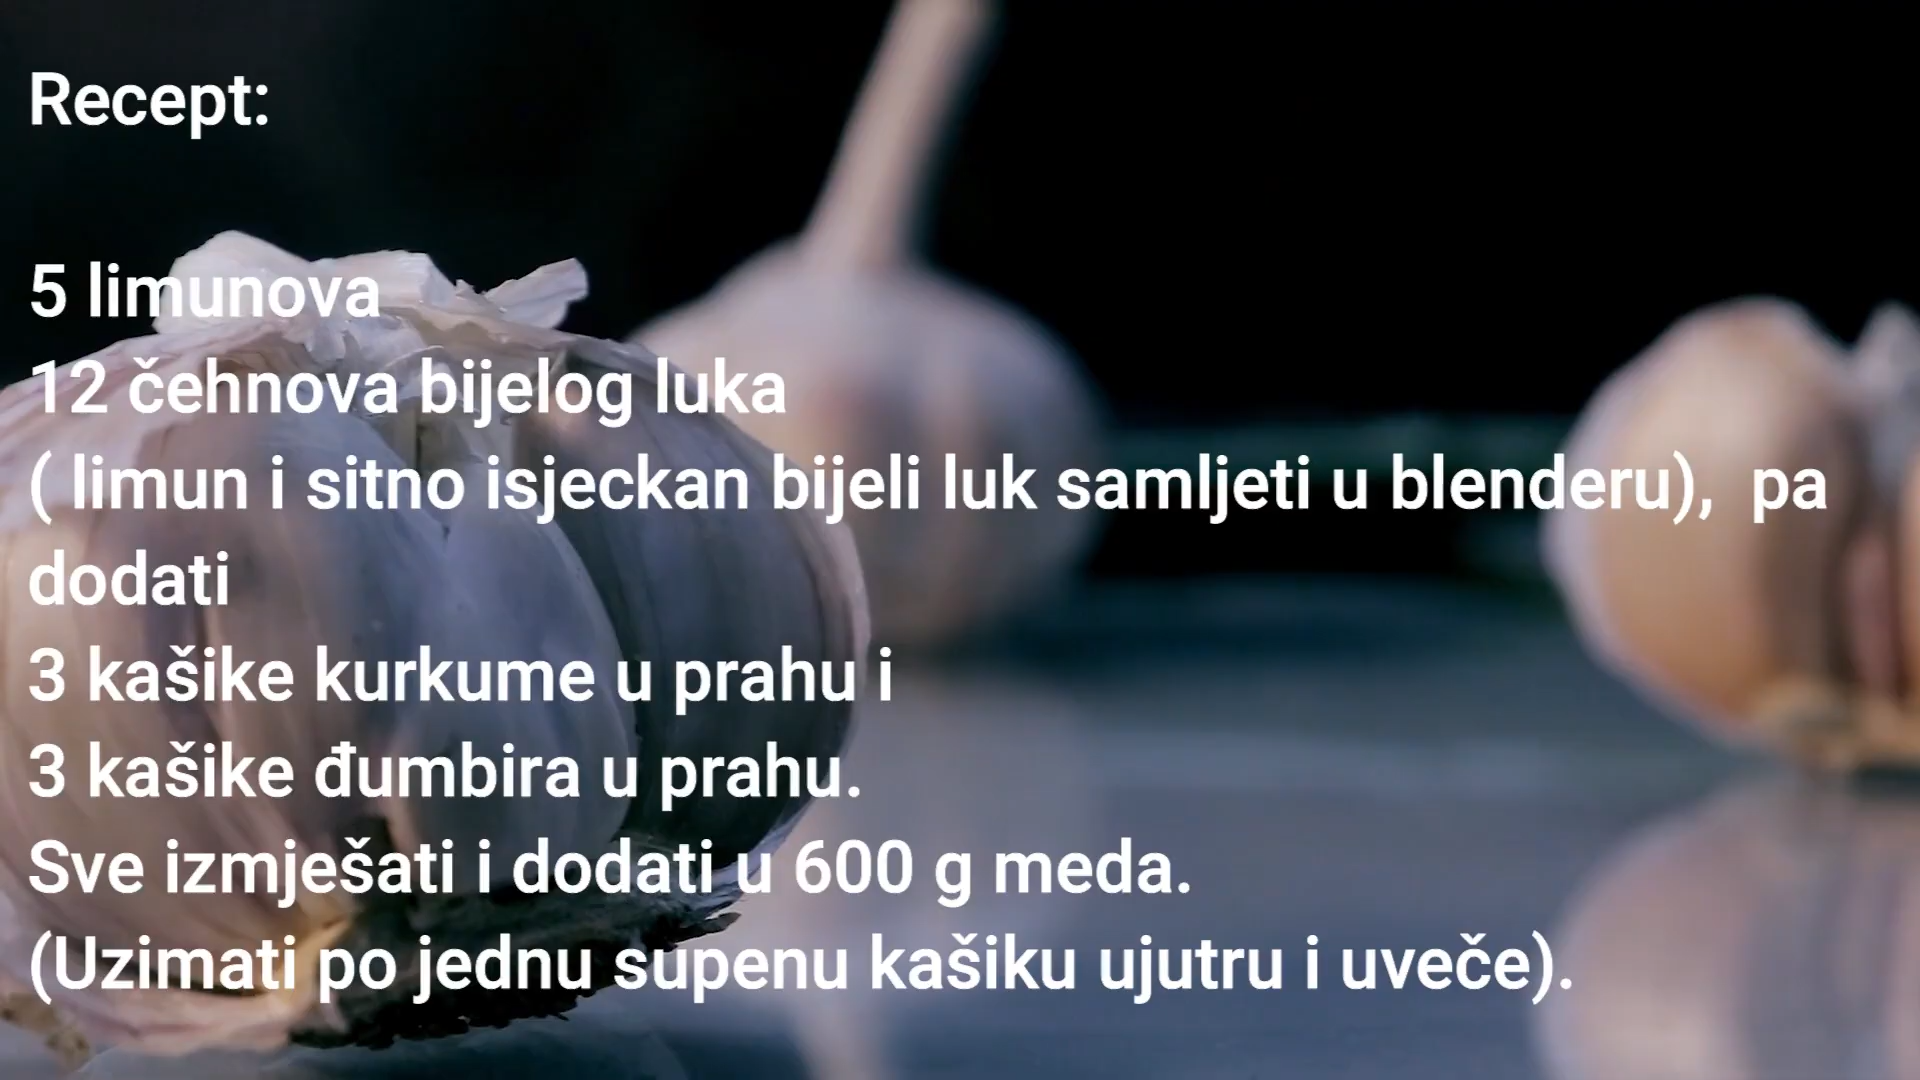 Recept:
5 limunova
12 čehnova bijelog luka
( limun i sitno isjeckan bijeli luk samljeti u blenderu),  pa
dodati
3 kašike kurkume u prahu i
3 kašike đumbira u prahu.
Sve izmješati i dodati u 600 g meda.
(Uzimati po jednu supenu kašiku ujutru i uveče).